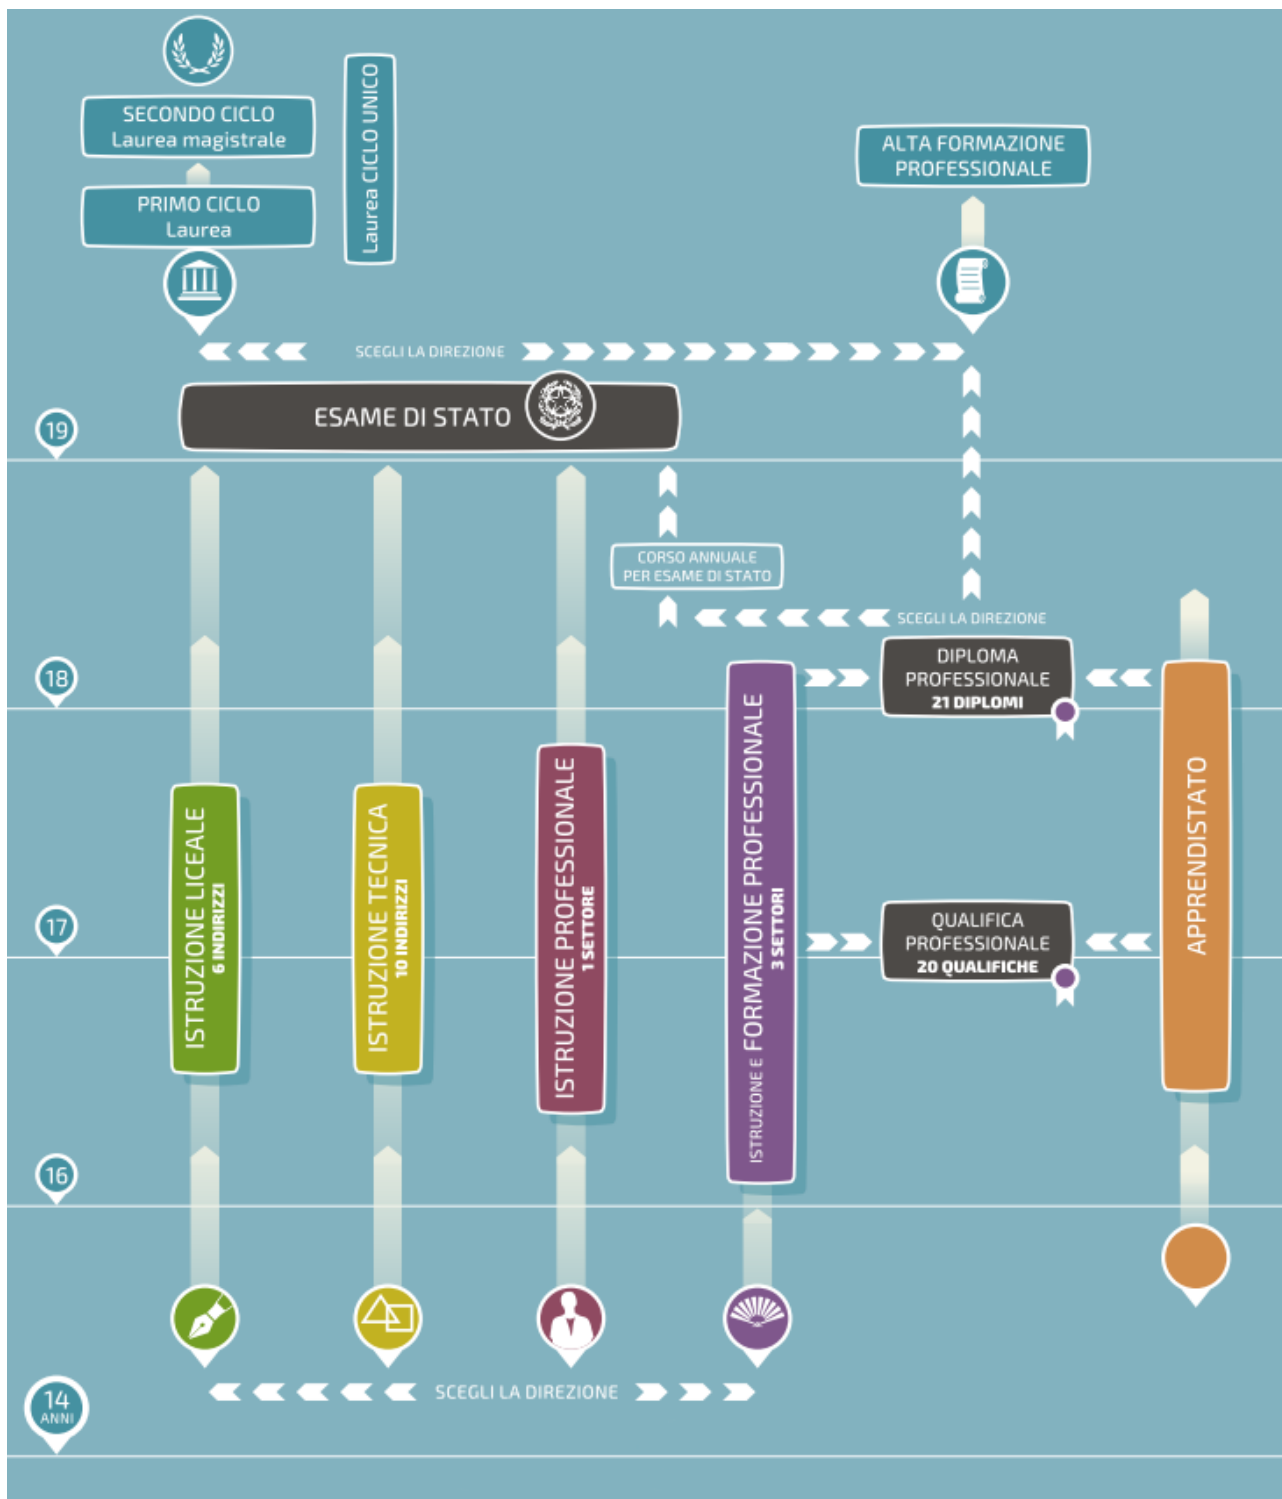 SECONDO CICLO
Laurea magistrale
PRIMO CICLO
Laurea
Laurea CICLO UNICO
ALTA FORMAZIONE
PROFESSIONALE
SCEGLI LA DIREZIONE
ESAME DI STATO
19
CORSO ANNUALE
PER ESAME DI STATO
SCEGLI LA DIREZIONE
18
DIPLOMA
PROFESSIONALE
21 DIPLOMI
ISTRUZIONE LICEALE
6 INDIRIZZI
ISTRUZIONE TECNICA
10 INDIRIZZI
ISTRUZIONE PROFESSIONALE
1 SETTORE
ISTRUZIONE E FORMAZIONE PROFESSIONALE
3 SETTORI
APPRENDISTATO
17
QUALIFICA
PROFESSIONALE
20 QUALIFICHE
16
14
ANNI
SCEGLI LA DIREZIONE